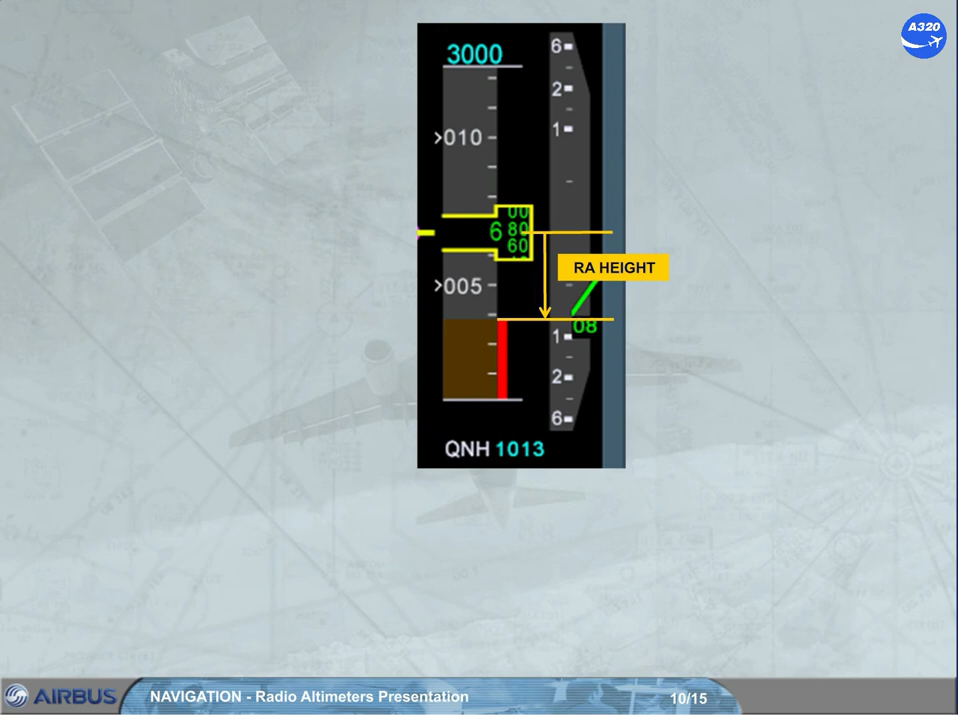 A320
3000
6
2
1
>010
00
6 80
60
RA HEIGHT
>005
08
1
2
6
QNH 1013
AIRBUS
NAVIGATION - Radio Altimeters Presentation
10/15